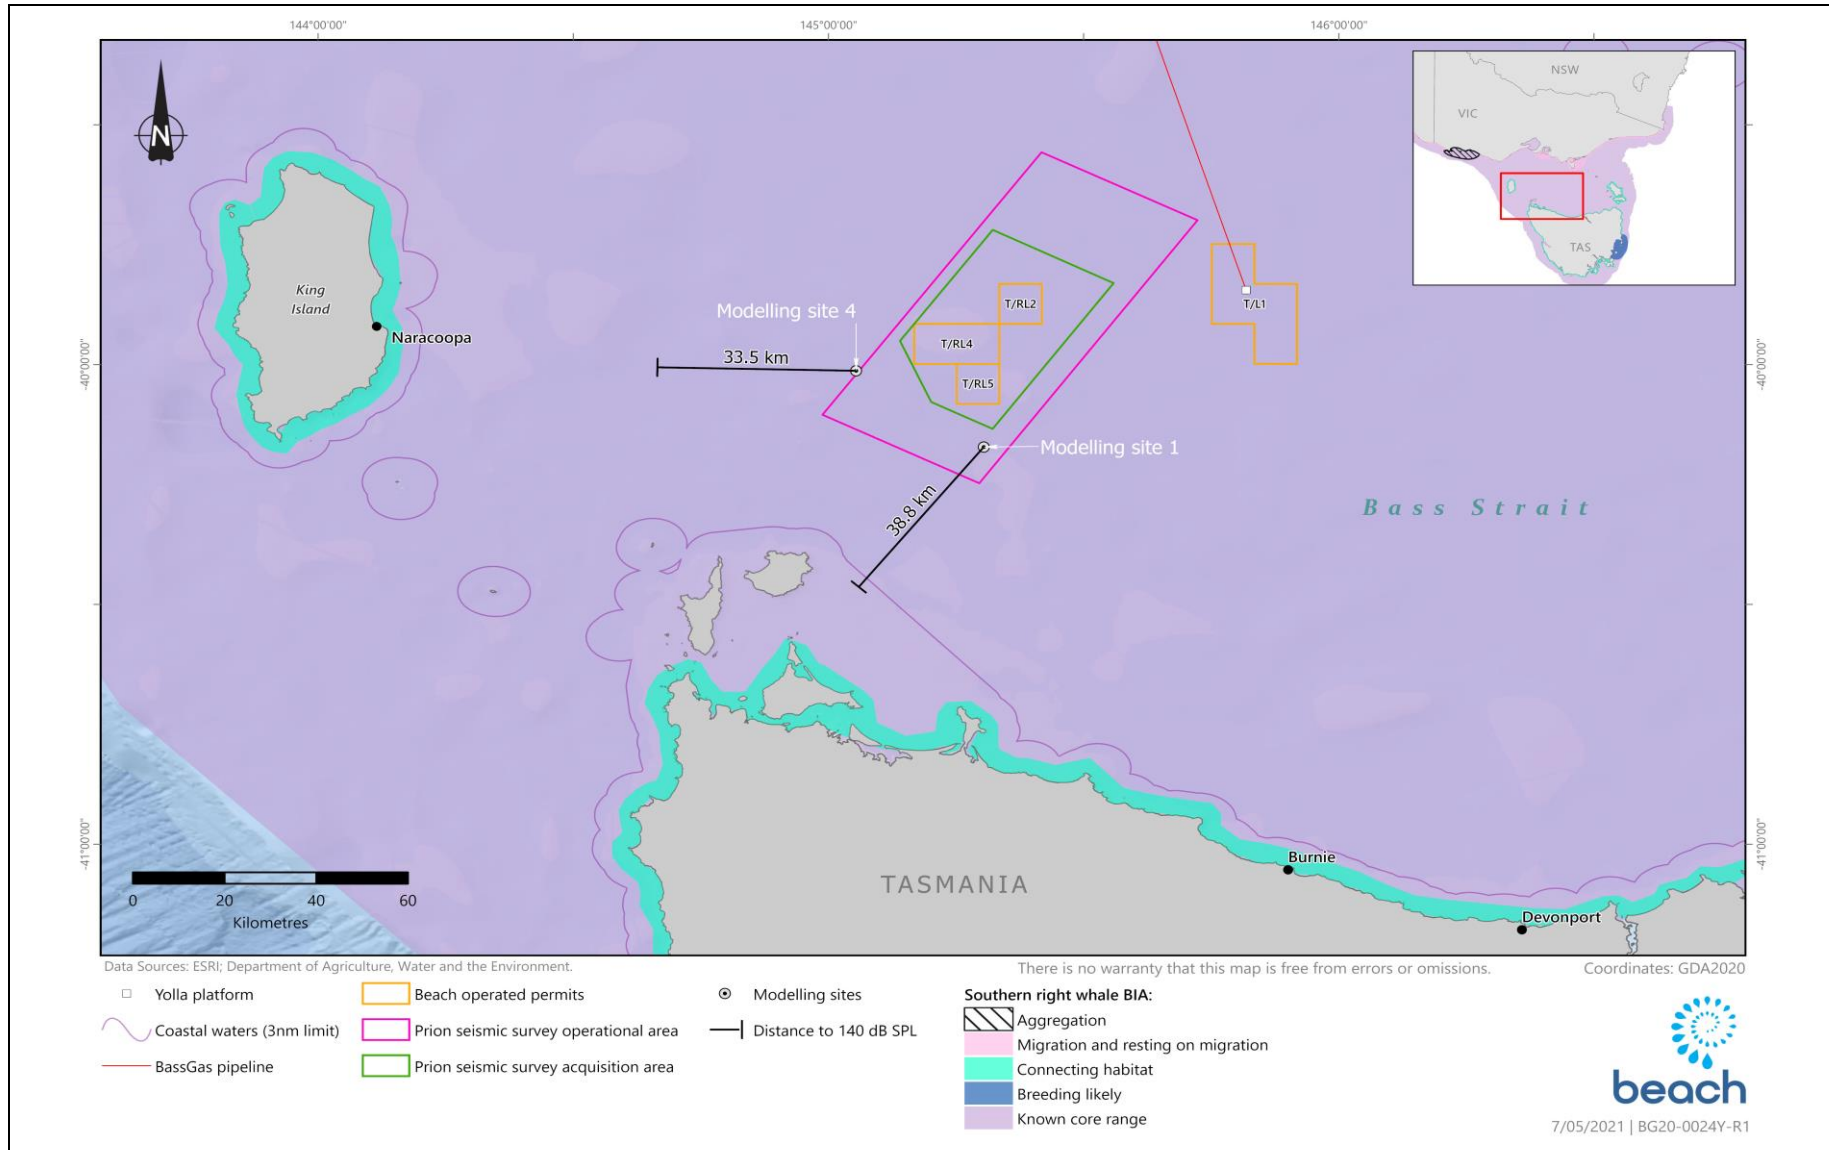 144°00'00"
145°00'00"
146°00'00"
N
NSW
VIC
TAS
King
Island
Naracoopa
Modelling site 4
33.5 km
T/RL2
T/RL4
T/RL5
T/L1
-40°00'00"
-40°00'00"
Modelling site 1
38.8 km
Bass Strait
-41°00'00"
-41°00'00"
Burnie
TASMANIA
Devonport
0 20 40 60
Kilometres
Data Sources: ESRI; Department of Agriculture, Water and the Environment.
There is no warranty that this map is free from errors or omissions.
Coordinates: GDA2020
Yolla platform
Coastal waters (3nm limit)
BassGas pipeline
Beach operated permits
Prion seismic survey operational area
Prion seismic survey acquisition area
Modelling sites
Distance to 140 dB SPL
Southern right whale BIA:
Aggregation
Migration and resting on migration
Connecting habitat
Breeding likely
Known core range
beach
7/05/2021 | BG20-0024Y-R1